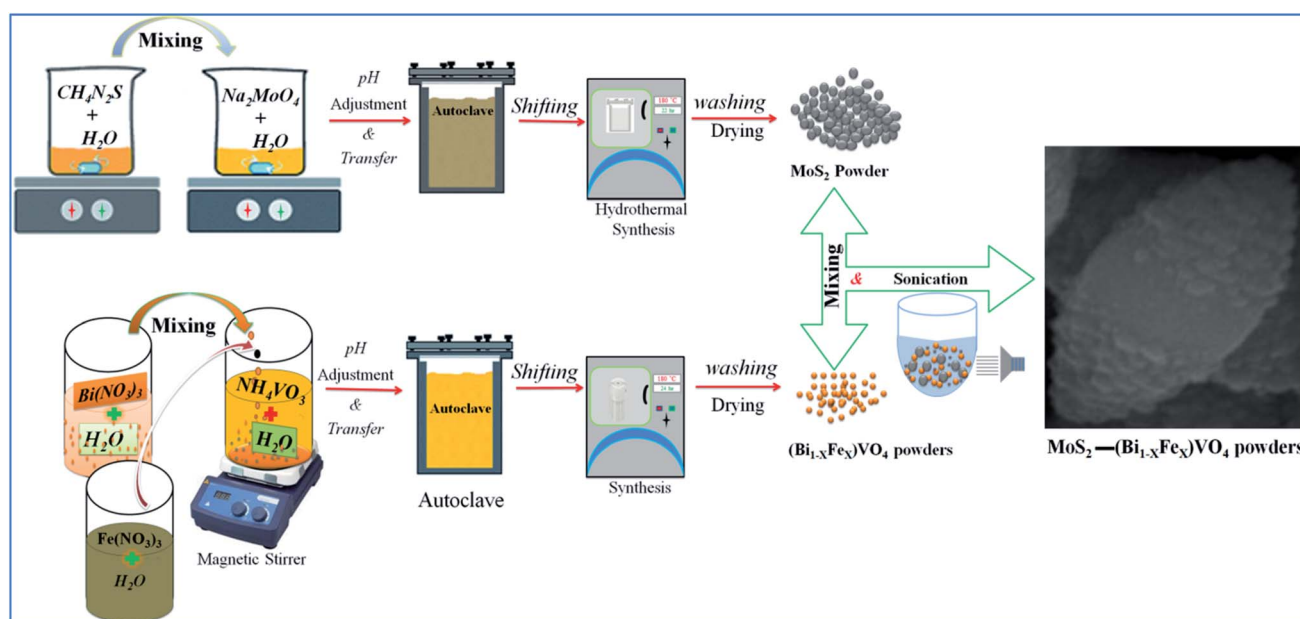 Mixing
CH₄N₂S
+
H₂O
Na₂MoO₄
+
H₂O
pH
Adjustment
&
Transfer
Autoclave
Shifting
180 °C
Hydrothermal
Synthesis
washing
Drying
MoS₂ Powder
Mixing
Bi(NO₃)₃
+
H₂O
Fe(NO₃)₃
+
H₂O
NH₄VO₃
+
H₂O
Magnetic Stirrer
pH
Adjustment
&
Transfer
Autoclave
Autoclave
Shifting
180 °C
24 hr
Synthesis
washing
Drying
(Bi₁₋ₓFeₓ)VO₄ powders
Mixing
& Sonication
MoS₂—(Bi₁₋ₓFeₓ)VO₄ powders